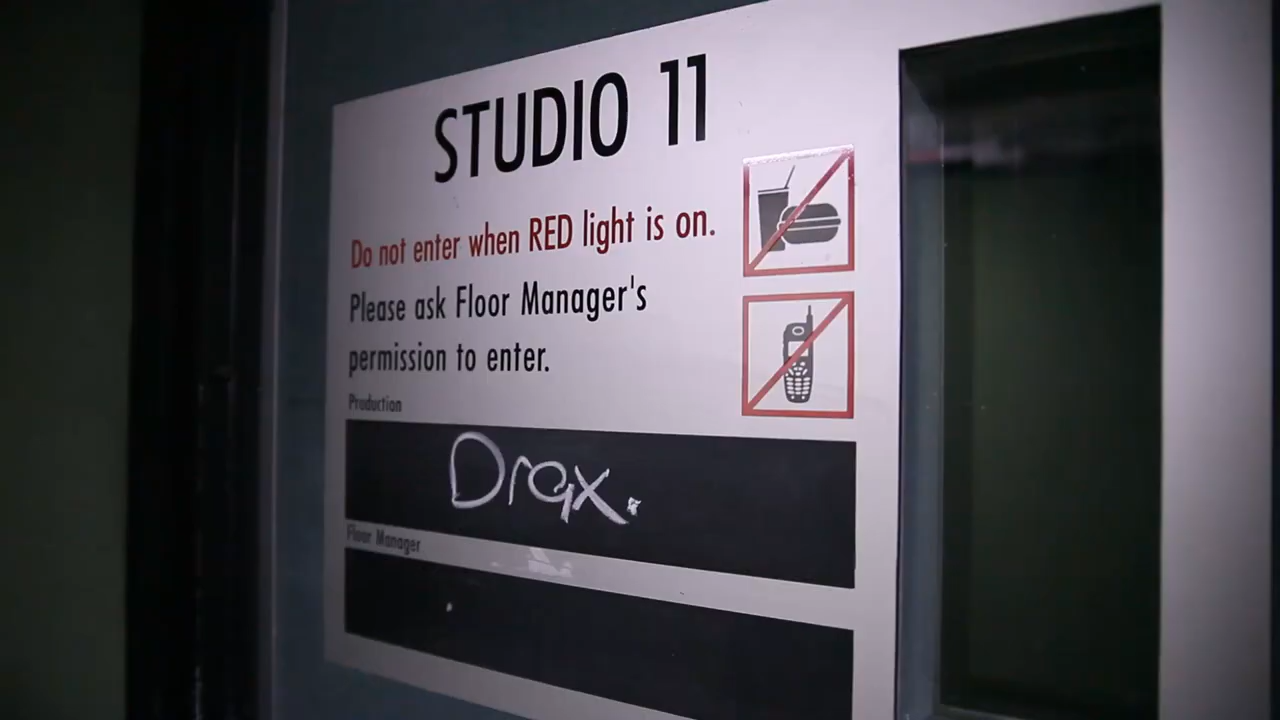 STUDIO 11
Do not enter when RED light is on.
Please ask Floor Manager's
permission to enter.
Production
Drax.
Floor Manager